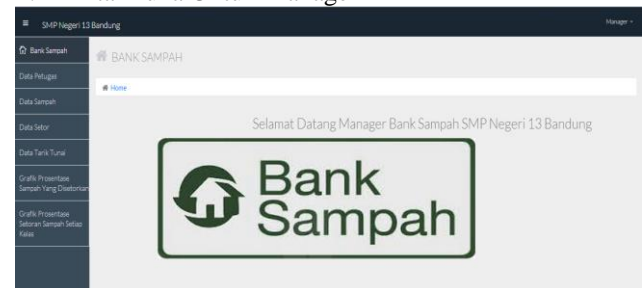 SMP Negeri 13 Bandung
Manager
Bank Sampah
BANK SAMPAH
Data Petugas
Home
Data Sampah
Data Setor
Selamat Datang Manager Bank Sampah SMP Negeri 13 Bandung
Data Tarik Tunai
Grafik Prosentase
Sampah Yang Disetorkan
Grafik Prosentase
Setoran Sampah Setiap
Kelas
Bank
Sampah